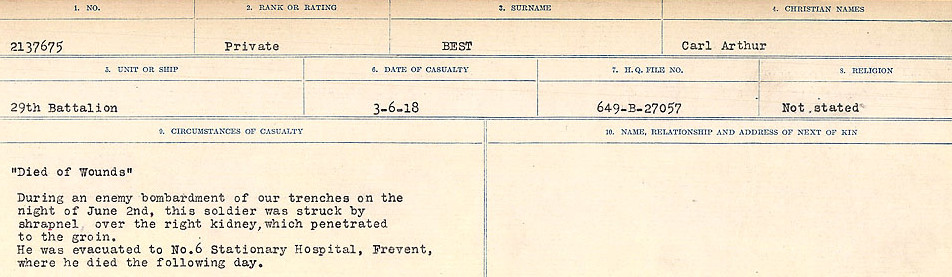 1. NO. 2. RANK OR RATING 3. SURNAME 4. CHRISTIAN NAMES
2137675 Private BEST Carl Arthur
5. UNIT OR SHIP 6. DATE OF CASUALTY 7. H.Q. FILE NO. 8. RELIGION
29th Battalion 3-6-18 649-B-27057 Not stated
9. CIRCUMSTANCES OF CASUALTY 10. NAME, RELATIONSHIP AND ADDRESS OF NEXT OF KIN
"Died of Wounds"
During an enemy bombardment of our trenches on the
night of June 2nd, this soldier was struck by
shrapnel over the right kidney, which penetrated
to the groin.
He was evacuated to No.6 Stationary Hospital, Frevent,
where he died the following day.